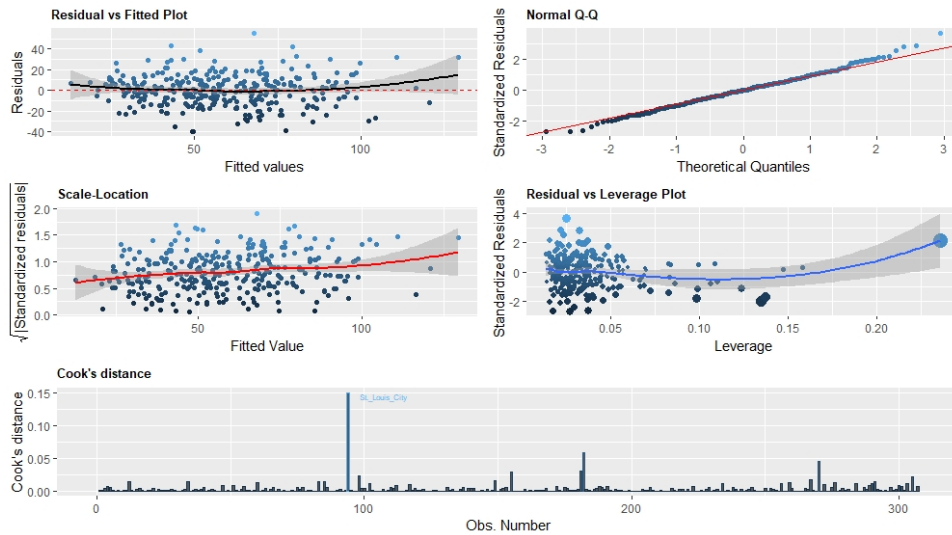 Residual vs Fitted Plot
Residuals
40
20
0
-20
-40
50
100
Fitted values
Normal Q-Q
Standardized Residuals
2
0
-2
-3
-2
-1
0
1
2
3
Theoretical Quantiles
Scale-Location
√|Standardized residuals|
2.0
1.5
1.0
0.5
0.0
50
100
Fitted Value
Residual vs Leverage Plot
Standardized Residuals
4
2
0
-2
0.05
0.10
0.15
0.20
Leverage
Cook's distance
Cook's distance
0.15
0.10
0.05
0.00
St._Louis_City
0
100
200
300
Obs. Number